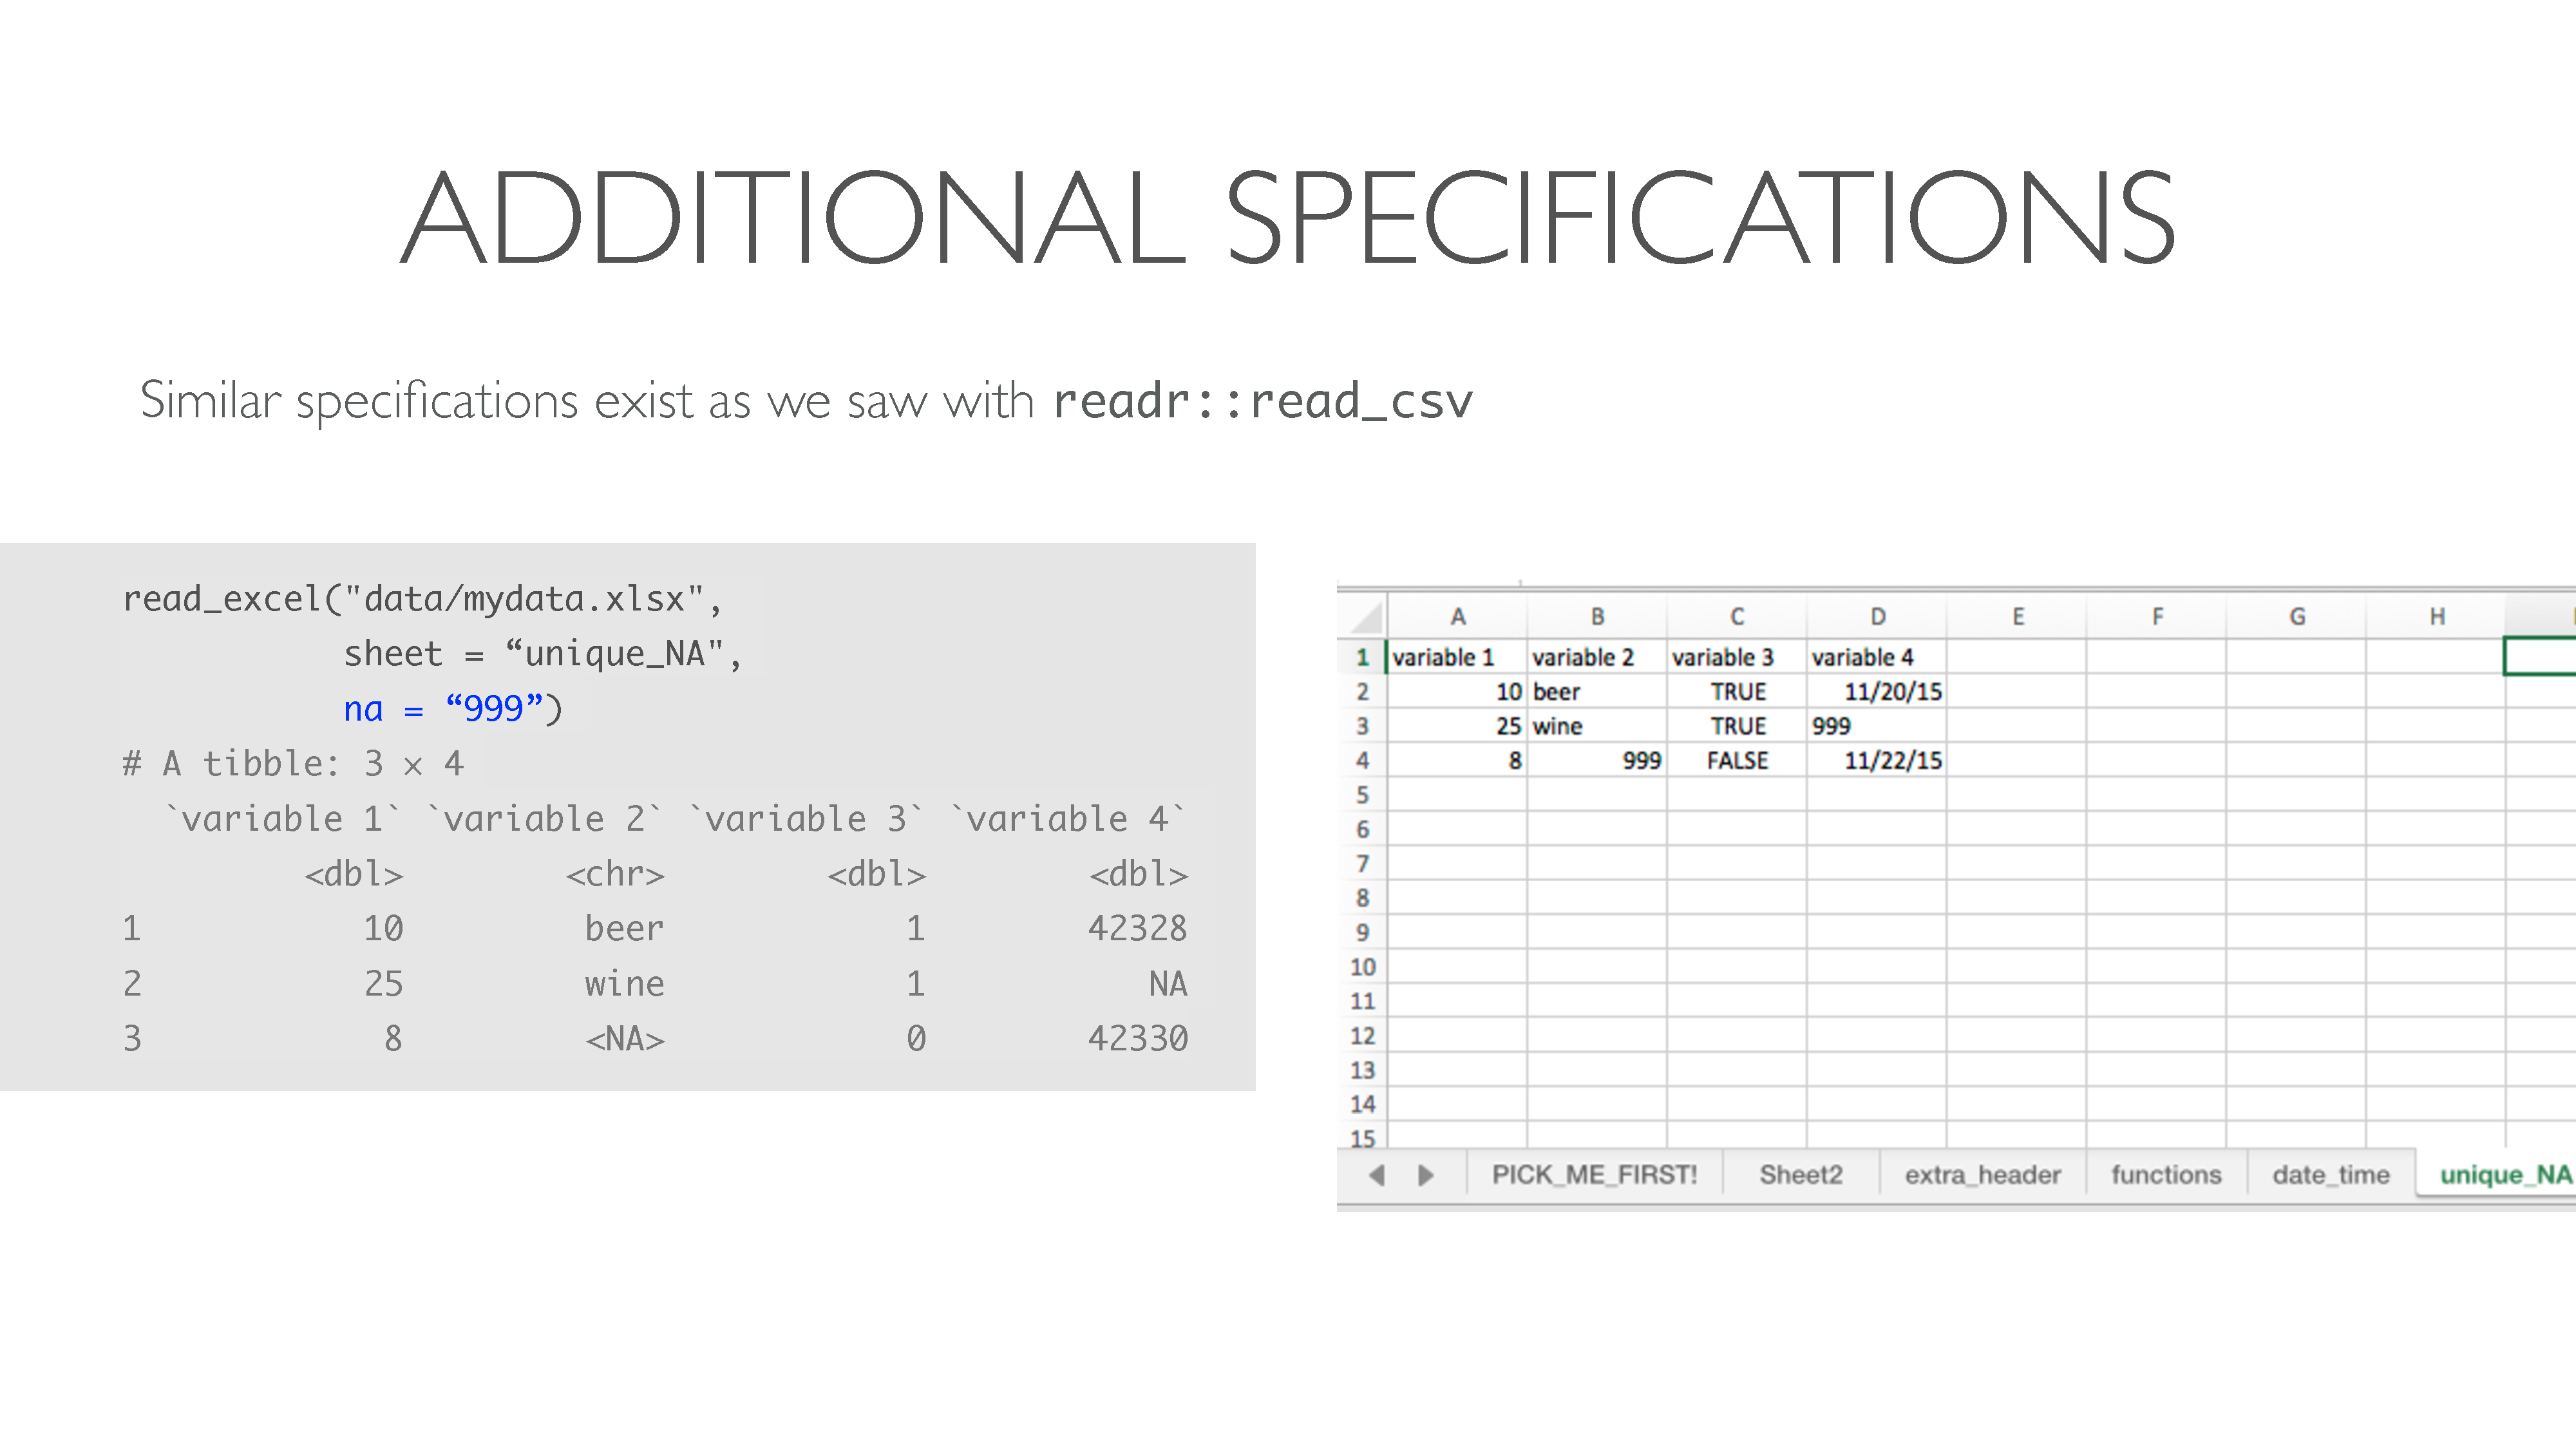 ADDITIONAL SPECIFICATIONS
Similar specifications exist as we saw with readr::read_csv
read_excel("data/mydata.xlsx",
sheet = “unique_NA",
na = “999”)
# A tibble: 3 × 4
`variable 1` `variable 2` `variable 3` `variable 4`
<dbl> <chr> <dbl> <dbl>
1 10 beer 1 42328
2 25 wine 1 NA
3 8 <NA> 0 42330
A B C D E F G H
1 variable 1 variable 2 variable 3 variable 4
2 10 beer TRUE 11/20/15
3 25 wine TRUE 999
4 8 999 FALSE 11/22/15
5
6
7
8
9
10
11
12
13
14
15
PICK_ME_FIRST! Sheet2 extra_header functions date_time unique_NA